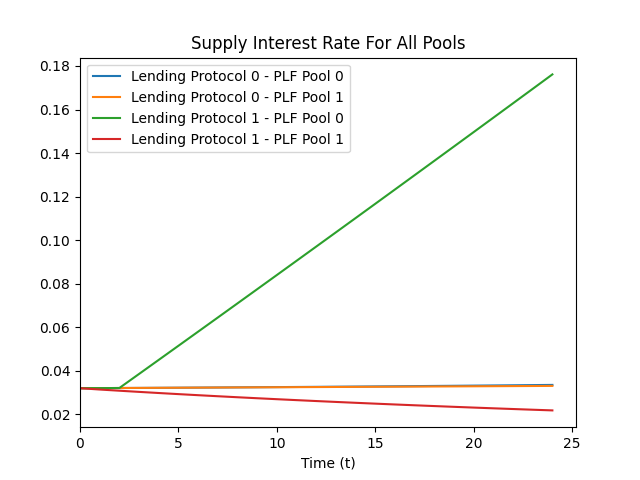 Supply Interest Rate For All Pools
Lending Protocol 0 - PLF Pool 0
Lending Protocol 0 - PLF Pool 1
Lending Protocol 1 - PLF Pool 0
Lending Protocol 1 - PLF Pool 1
0.18
0.16
0.14
0.12
0.10
0.08
0.06
0.04
0.02
0 5 10 15 20 25
Time (t)